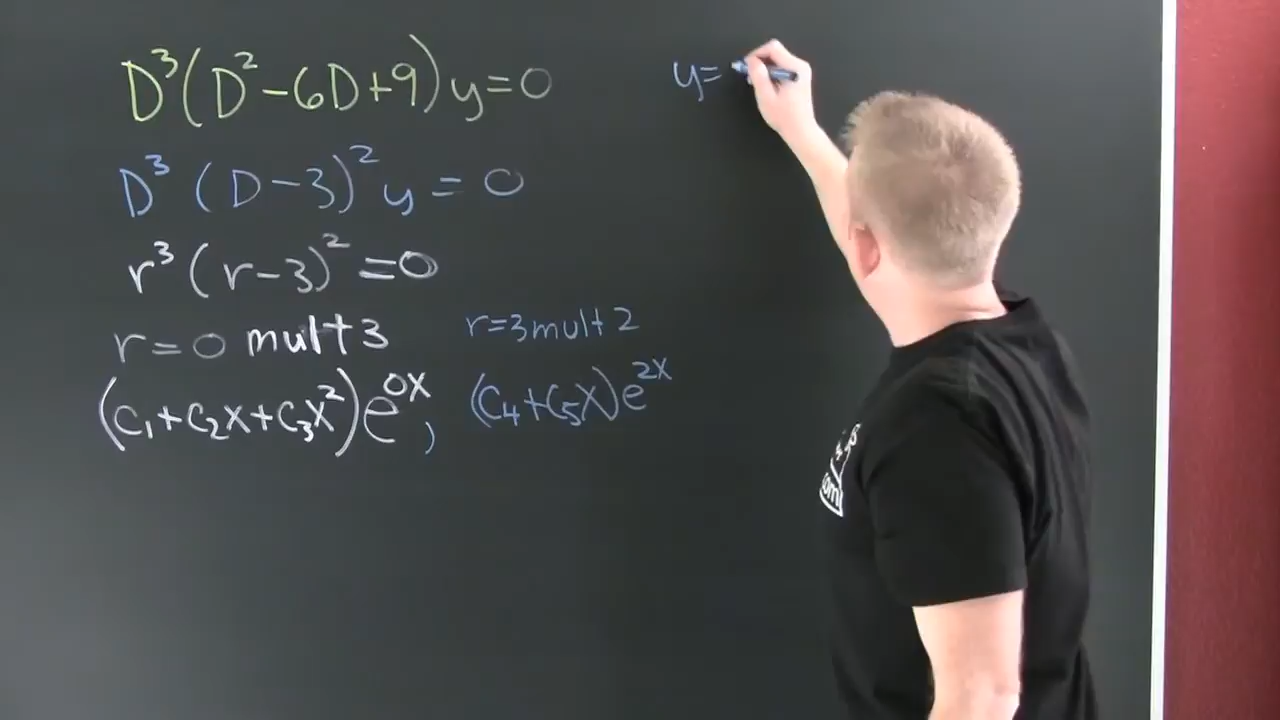 D³(D²-6D+9)y=0
D³(D-3)²y=0
r³(r-3)²=0
r=0 mult 3
r=3 mult 2
(C₁+C₂X+C₃X²)e^{0X},
(C₄+C₅X)e^{2X}
y=